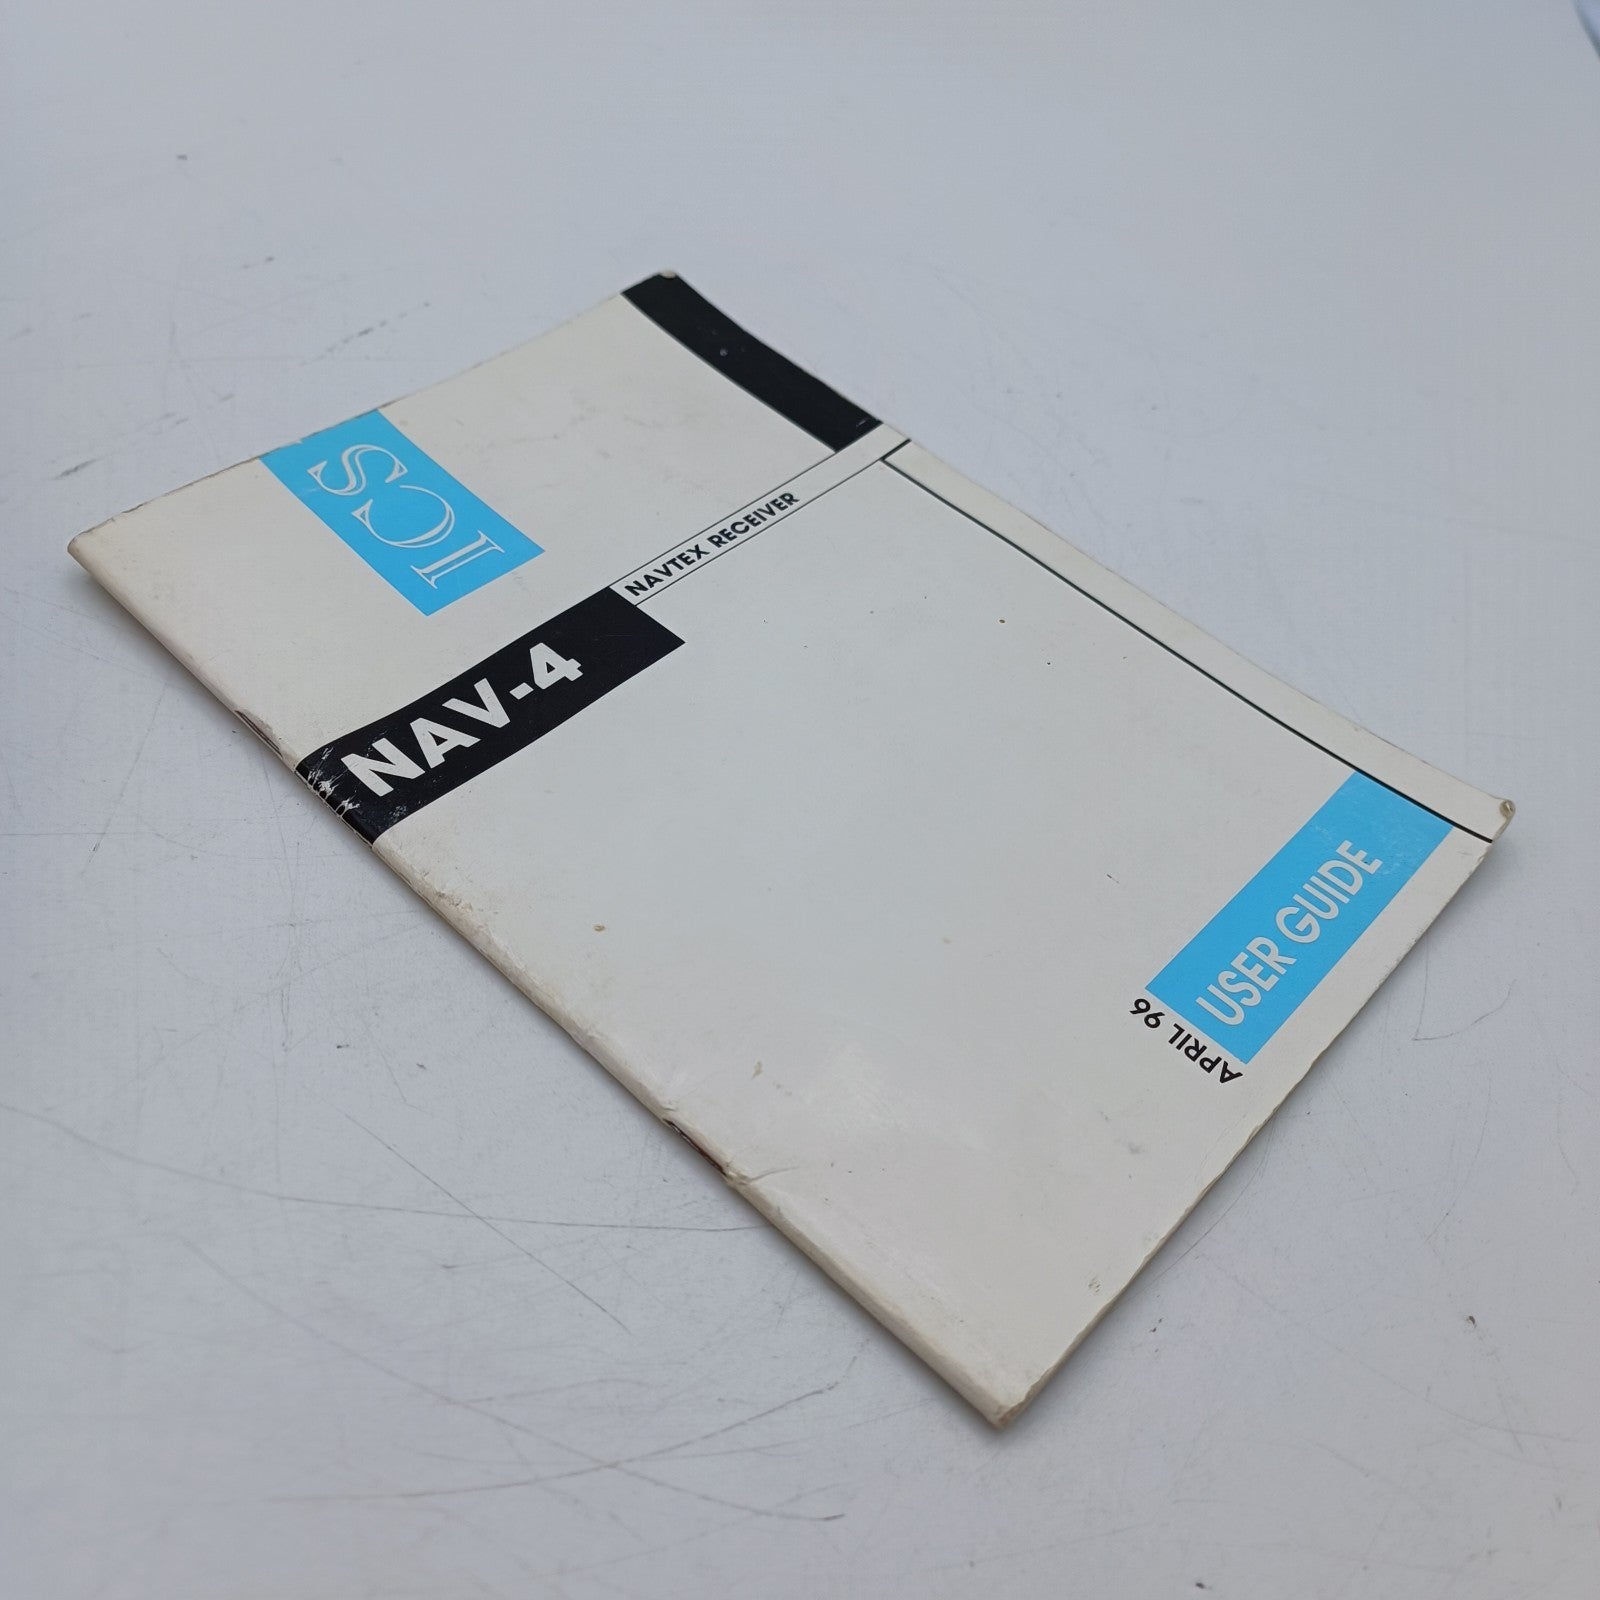 ICS
NAV-4
NAVTEX RECEIVER
USER GUIDE
APRIL 96